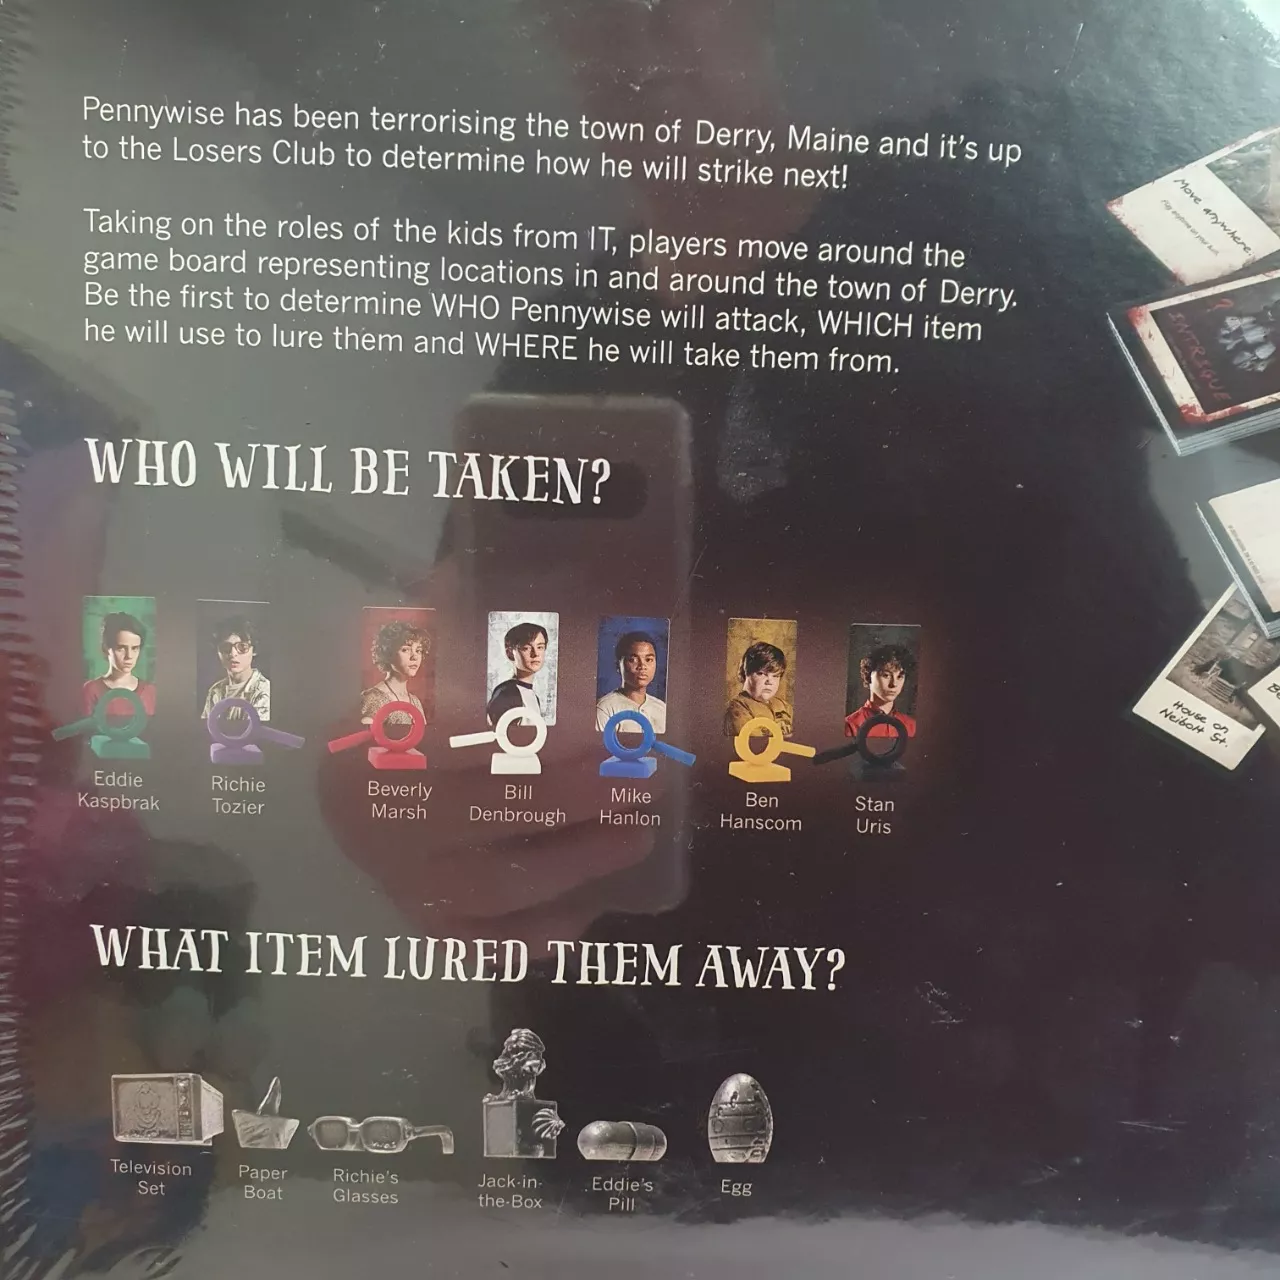 Pennywise has been terrorising the town of Derry, Maine and it's up
to the Losers Club to determine how he will strike next!
Taking on the roles of the kids from IT, players move around the
game board representing locations in and around the town of Derry.
Be the first to determine WHO Pennywise will attack, WHICH item
he will use to lure them and WHERE he will take them from.
Move anywhere.
INTRIGUE
WHO WILL BE TAKEN?
House on
Neibolt St.
Eddie
Kaspbrak
Richie
Tozier
Beverly
Marsh
Bill
Denbrough
Mike
Hanlon
Ben
Hanscom
Stan
Uris
WHAT ITEM LURED THEM AWAY?
Television
Set
Paper
Boat
Richie's
Glasses
Jack-in-
the-Box
Eddie's
Pill
Egg